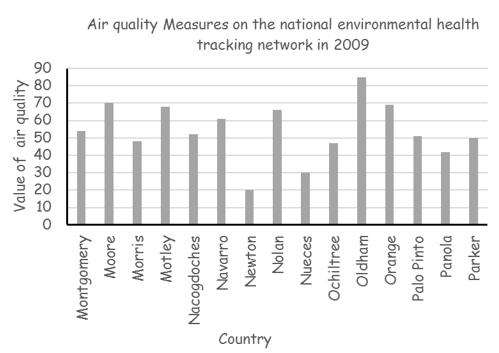 Air quality Measures on the national environmental health
tracking network in 2009
Value of air quality
90
80
70
60
50
40
30
20
10
0
Montgomery
Moore
Morris
Motley
Nacogdoches
Navarro
Newton
Nolan
Nueces
Ochiltree
Oldham
Orange
Palo Pinto
Panola
Parker
Country